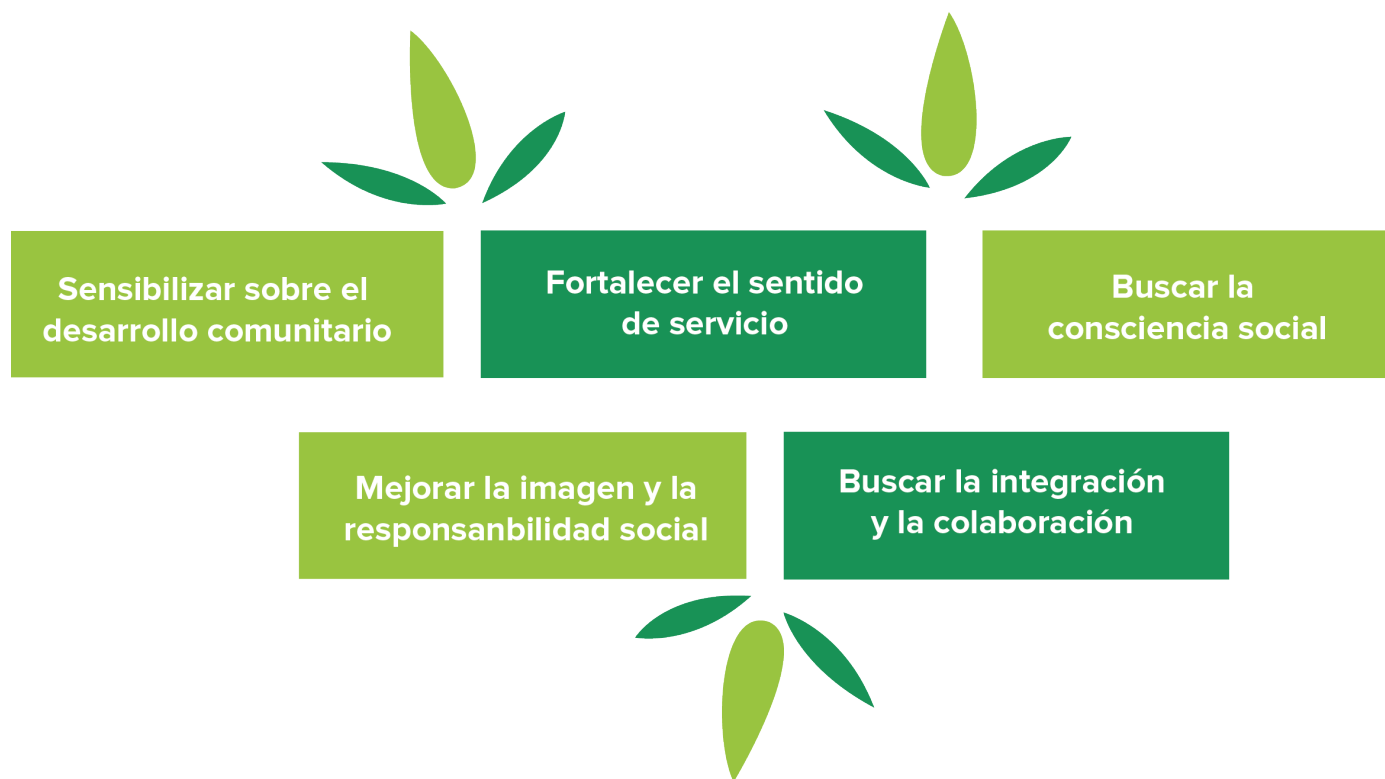 Sensibilizar sobre el
desarrollo comunitario
Fortalecer el sentido
de servicio
Buscar la
consciencia social
Mejorar la imagen y la
responsanbilidad social
Buscar la integración
y la colaboración